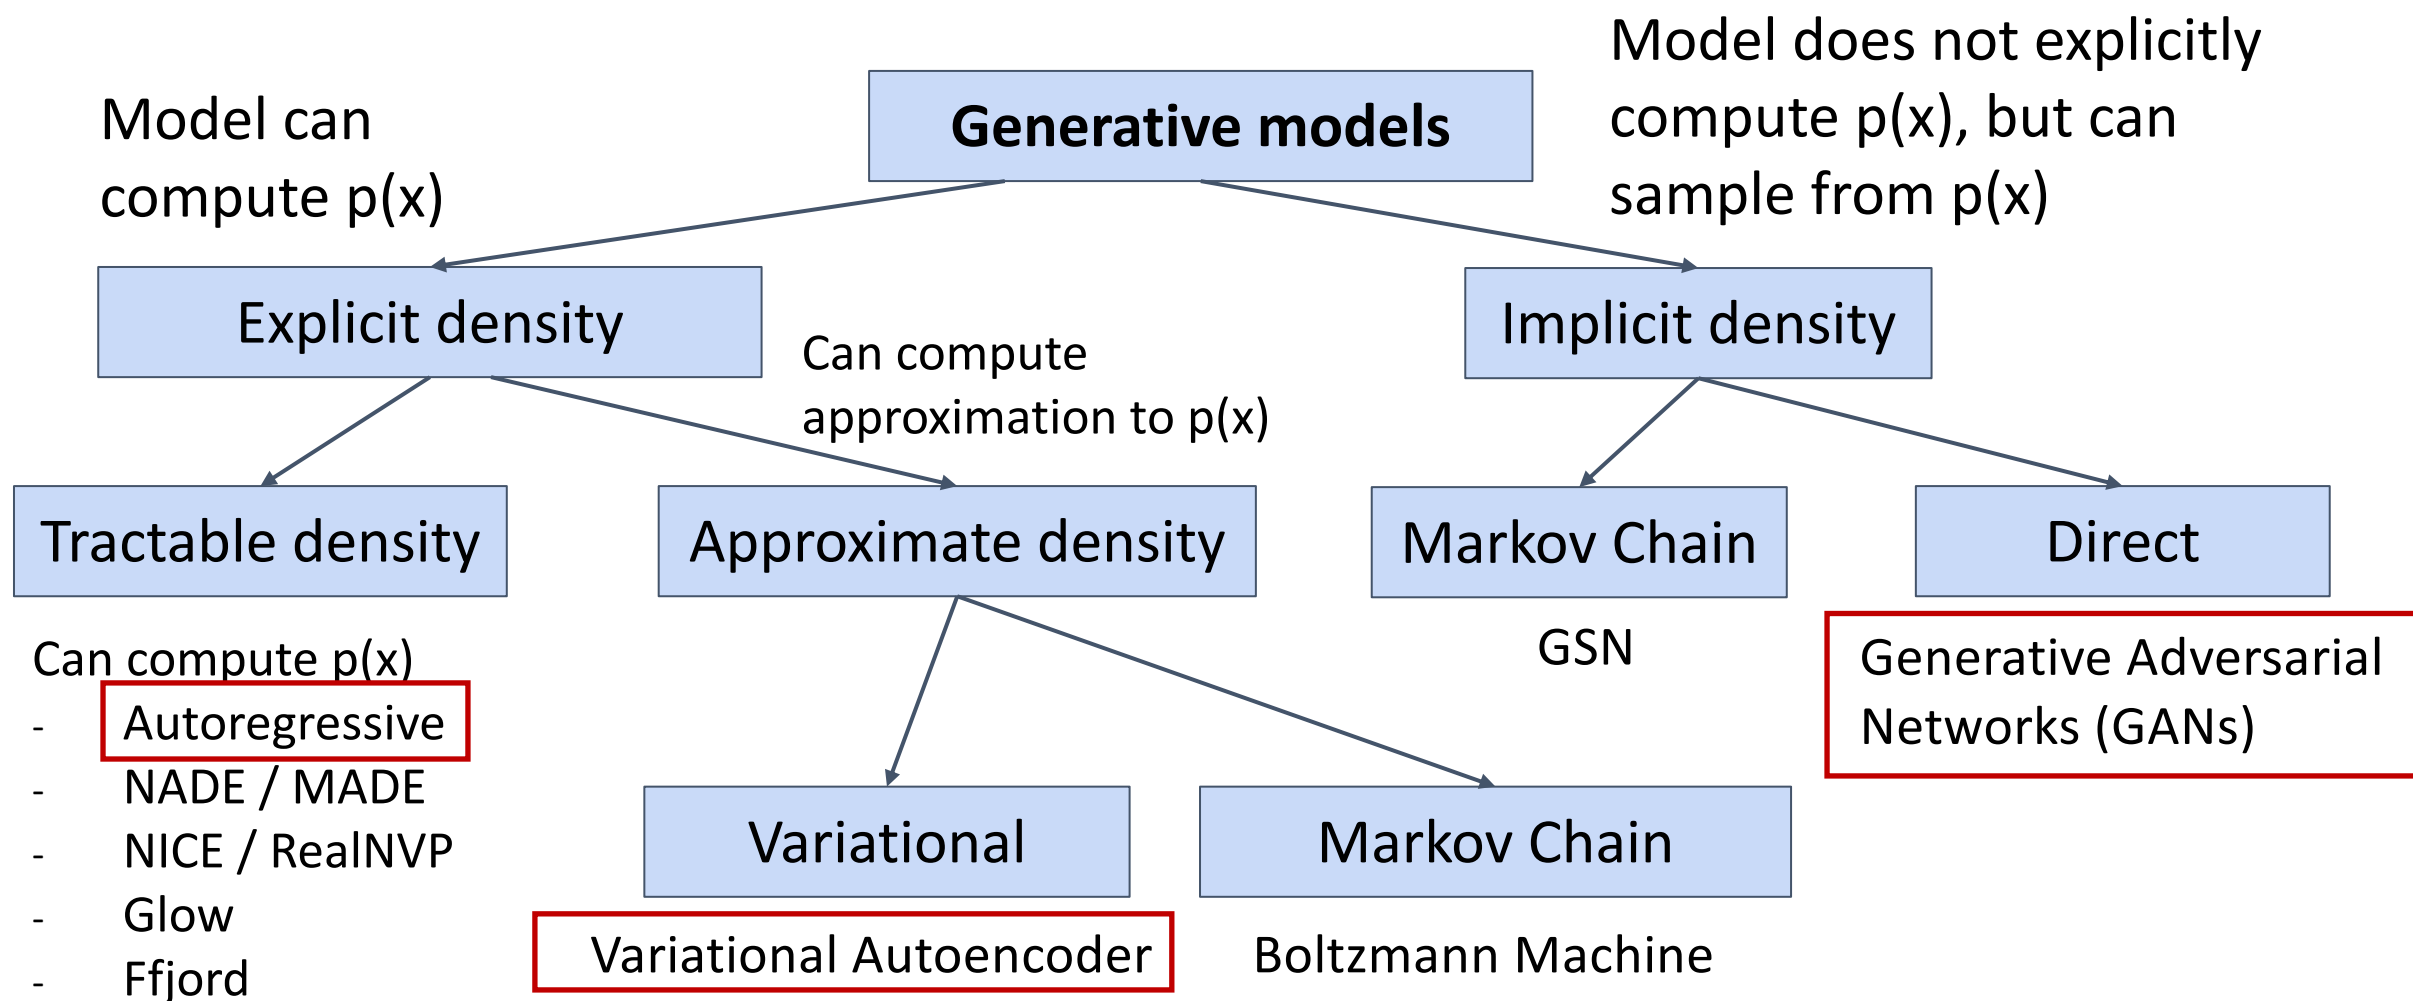 Generative models
Model can
compute p(x)
Model does not explicitly
compute p(x), but can
sample from p(x)
Explicit density
Implicit density
Can compute
approximation to p(x)
Tractable density
Approximate density
Markov Chain
Direct
Can compute p(x)
- Autoregressive
- NADE / MADE
- NICE / RealNVP
- Glow
- Ffjord
GSN
Generative Adversarial
Networks (GANs)
Variational
Markov Chain
Variational Autoencoder
Boltzmann Machine